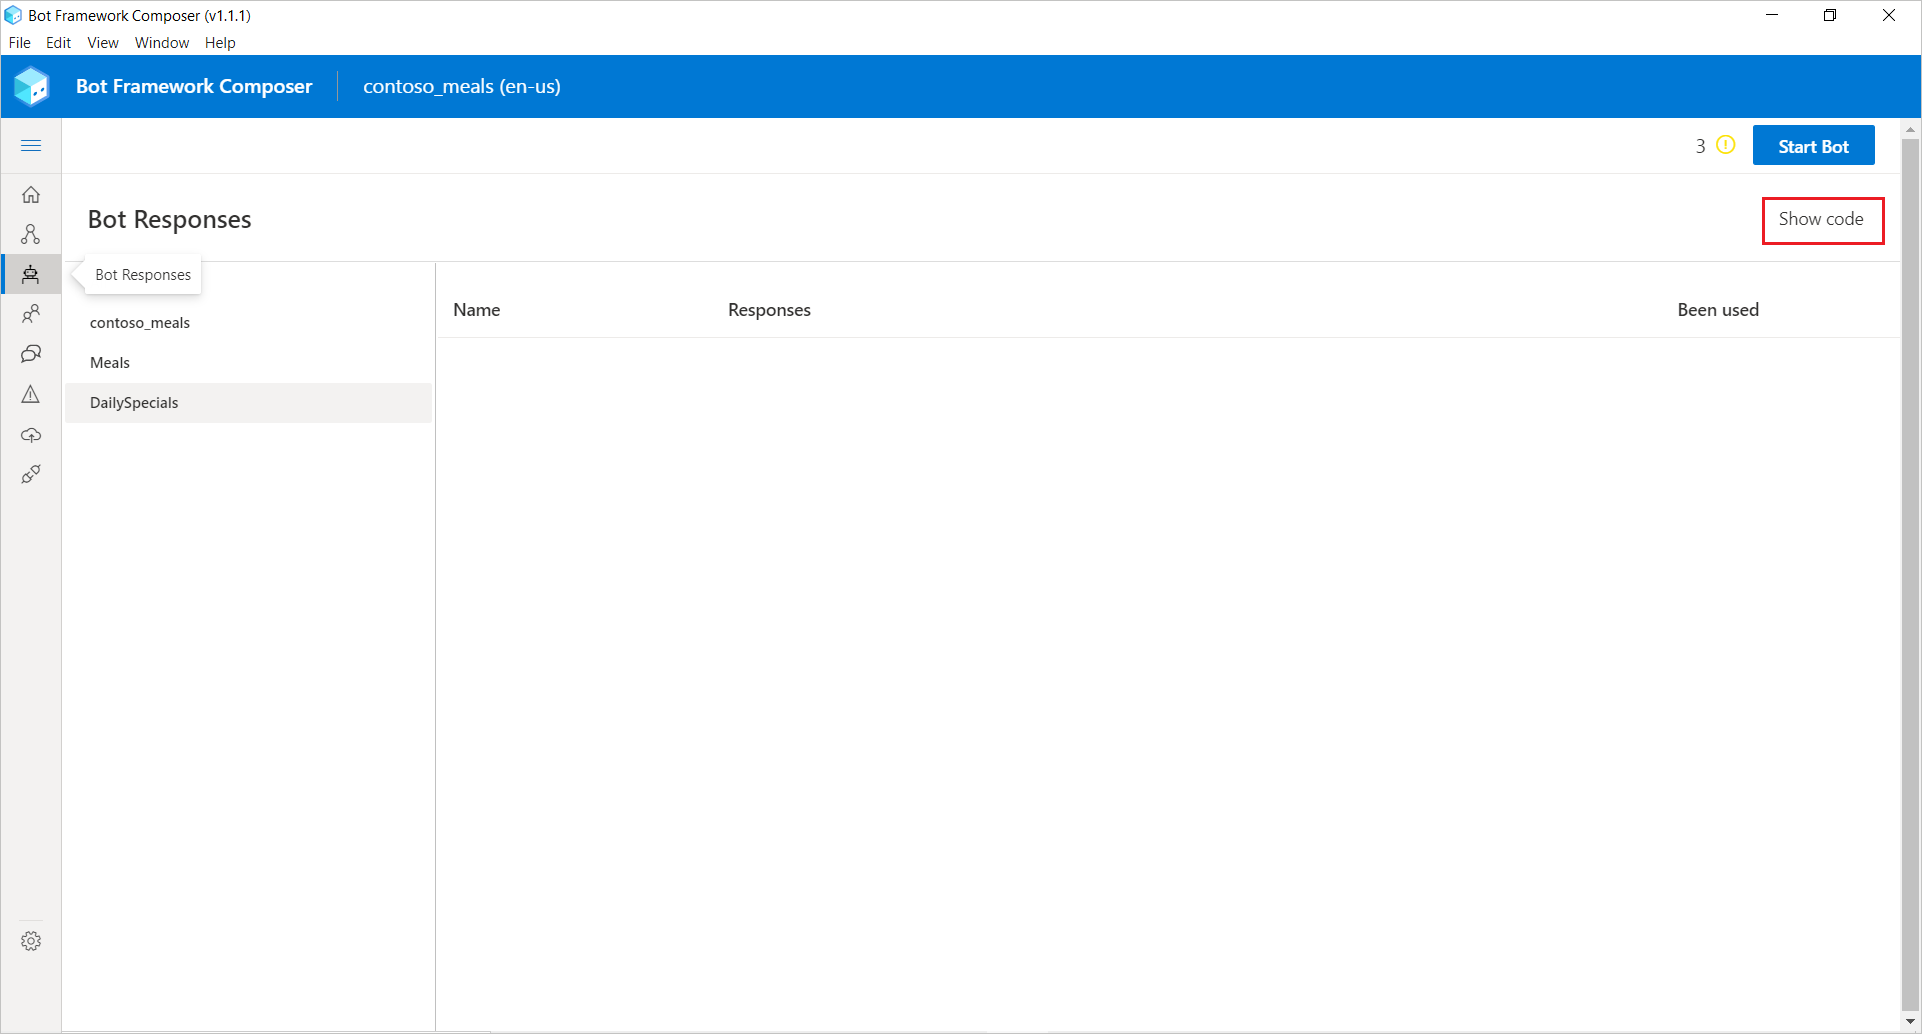 Bot Framework Composer (v1.1.1)
File Edit View Window Help
Bot Framework Composer contoso_meals (en-us)
3 Start Bot
Bot Responses Show code
Bot Responses
contoso_meals
Meals
DailySpecials
Name Responses Been used